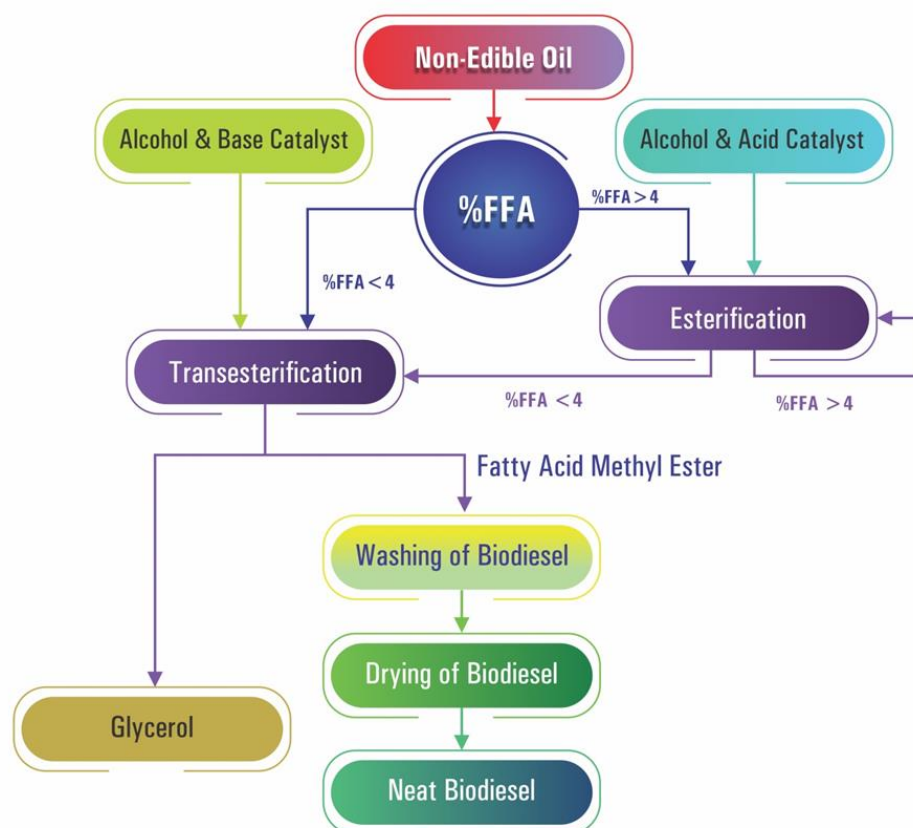 Non-Edible Oil
Alcohol & Base Catalyst
Alcohol & Acid Catalyst
%FFA
%FFA > 4
%FFA < 4
Esterification
Transesterification
%FFA < 4
%FFA > 4
Fatty Acid Methyl Ester
Washing of Biodiesel
Drying of Biodiesel
Glycerol
Neat Biodiesel